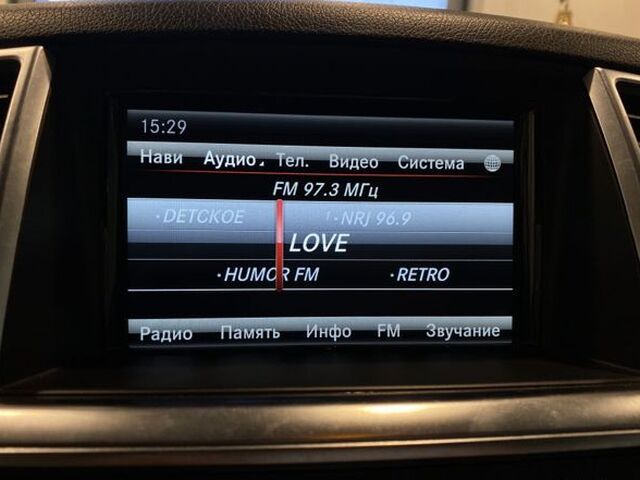 15:29
Нави Аудио Тел. Видео Система
FM 97.3 МГц
·DЕТСКОЕ ·NRJ 96.9
LOVE
·HUMOR FM ·RETRO
Радио Память Инфо FM Звучание